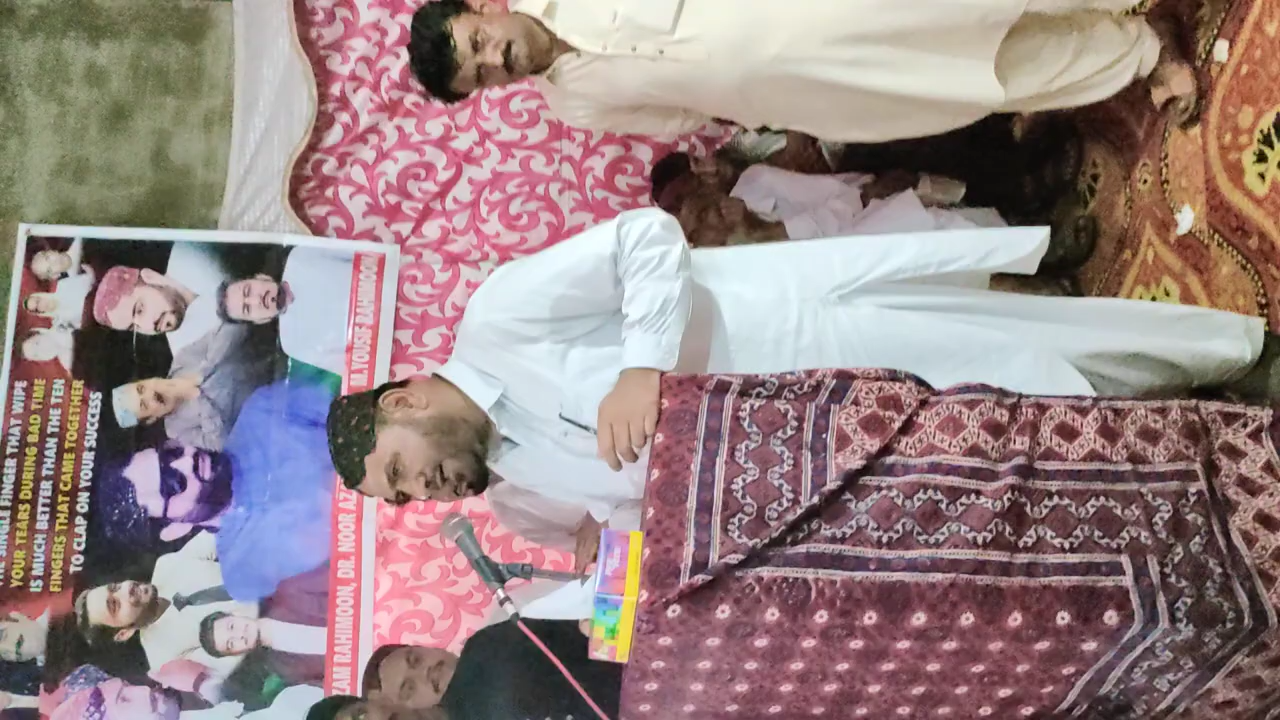 THE SINGLE FINGER THAT WIPE
YOUR TEARS DURING BAD TIME
IS MUCH BETTER THAN THE TEN
FINGERS THAT CAME TOGETHER
TO CLAP ON YOUR SUCCESS
ZAM RAHIMOON, DR. NOOR AZ M.YOUSIF RAHIMOON